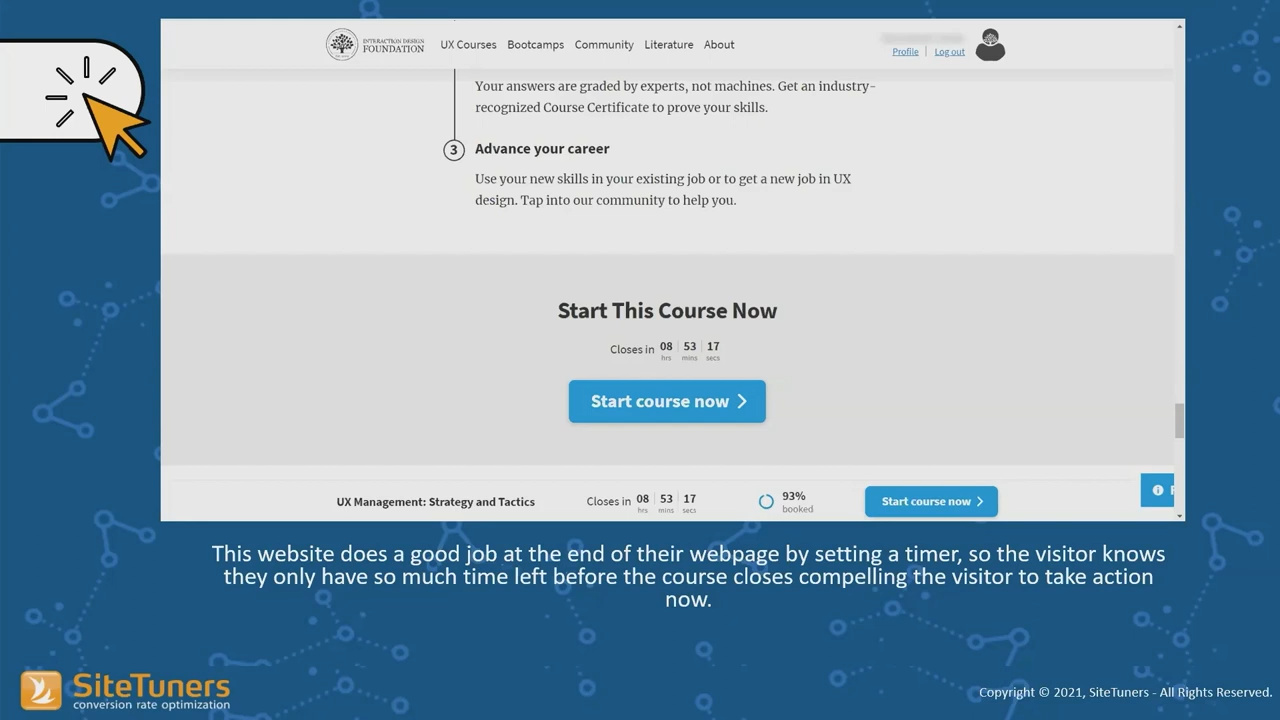 INTERACTION DESIGN
FOUNDATION
UX Courses Bootcamps Community Literature About
Profile Log out
Your answers are graded by experts, not machines. Get an industry-
recognized Course Certificate to prove your skills.
3 Advance your career
Use your new skills in your existing job or to get a new job in UX
design. Tap into our community to help you.
Start This Course Now
Closes in 08 53 17
hrs mins secs
Start course now
UX Management: Strategy and Tactics Closes in 08 53 17 93% booked Start course now
hrs mins secs
This website does a good job at the end of their webpage by setting a timer, so the visitor knows
they only have so much time left before the course closes compelling the visitor to take action
now.
SiteTuners
conversion rate optimization
Copyright © 2021, SiteTuners - All Rights Reserved.